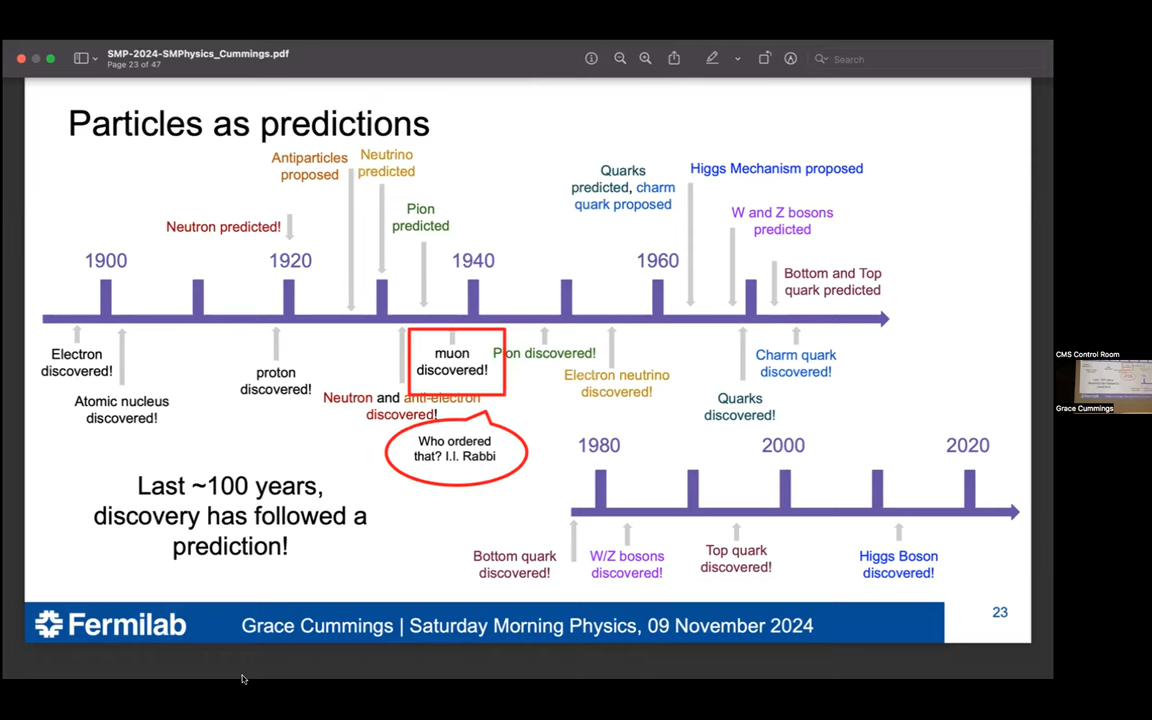 SMP-2024-SMPhysics_Cummings.pdf
Page 23 of 47
Search
Particles as predictions
Antiparticles
proposed
Neutrino
predicted
Quarks
predicted, charm
quark proposed
Higgs Mechanism proposed
Neutron predicted!
Pion
predicted
W and Z bosons
predicted
1900
1920
1940
1960
Bottom and Top
quark predicted
Electron
discovered!
Atomic nucleus
discovered!
proton
discovered!
Neutron and anti-electron
discovered!
muon
discovered!
Pion discovered!
Electron neutrino
discovered!
Quarks
discovered!
Charm quark
discovered!
Who ordered
that? I.I. Rabbi
1980
2000
2020
Last ~100 years,
discovery has followed a
prediction!
Bottom quark
discovered!
W/Z bosons
discovered!
Top quark
discovered!
Higgs Boson
discovered!
Fermilab
Grace Cummings | Saturday Morning Physics, 09 November 2024
23
CMS Control Room
Grace Cummings